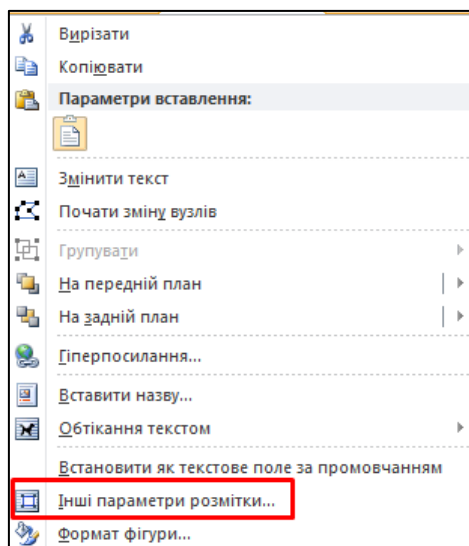 Вирізати
Копіювати
Параметри вставлення:
Змінити текст
Почати зміну вузлів
Групувати
На передній план
На задній план
Гіперпосилання...
Вставити назву...
Обтікання текстом
Встановити як текстове поле за промовчанням
Інші параметри розмітки...
Формат фігури...